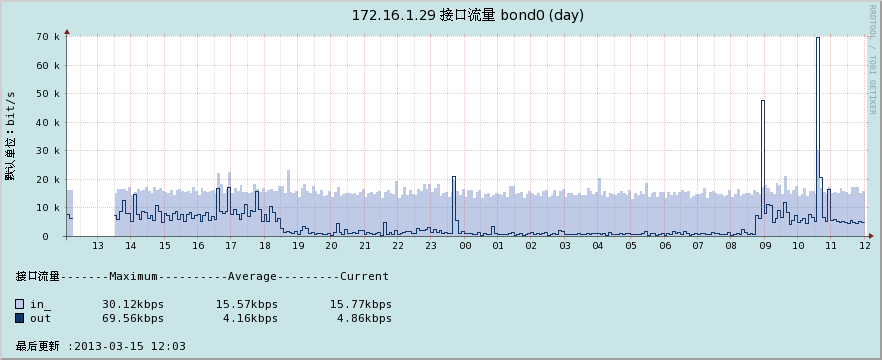 172.16.1.29 接口流量 bond0 (day)
RRDTOOL / TOBI OETIKER
默认单位：bit/s
70 k
60 k
50 k
40 k
30 k
20 k
10 k
0
13 14 15 16 17 18 19 20 21 22 23 00 01 02 03 04 05 06 07 08 09 10 11 12
接口流量-------Maximum----------Average---------Current
in_ 30.12kbps 15.57kbps 15.77kbps
out 69.56kbps 4.16kbps 4.86kbps
最后更新 :2013-03-15 12:03